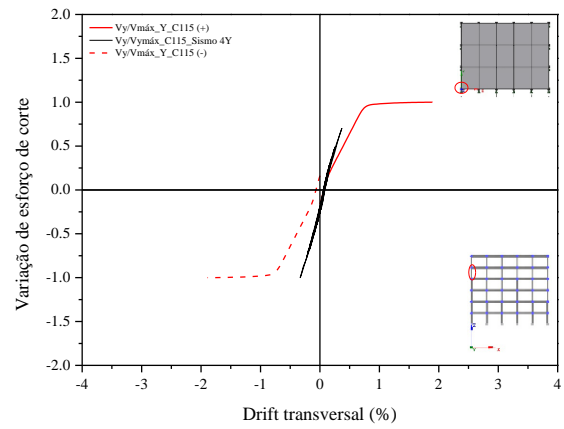 Vy/Vmáx_Y_C115 (+)
Vy/Vymáx_C115_Sismo 4Y
Vy/Vmáx_Y_C115 (-)
2.0
1.5
1.0
0.5
0.0
-0.5
-1.0
-1.5
-2.0
Variação de esforço de corte
-4 -3 -2 -1 0 1 2 3 4
Drift transversal (%)